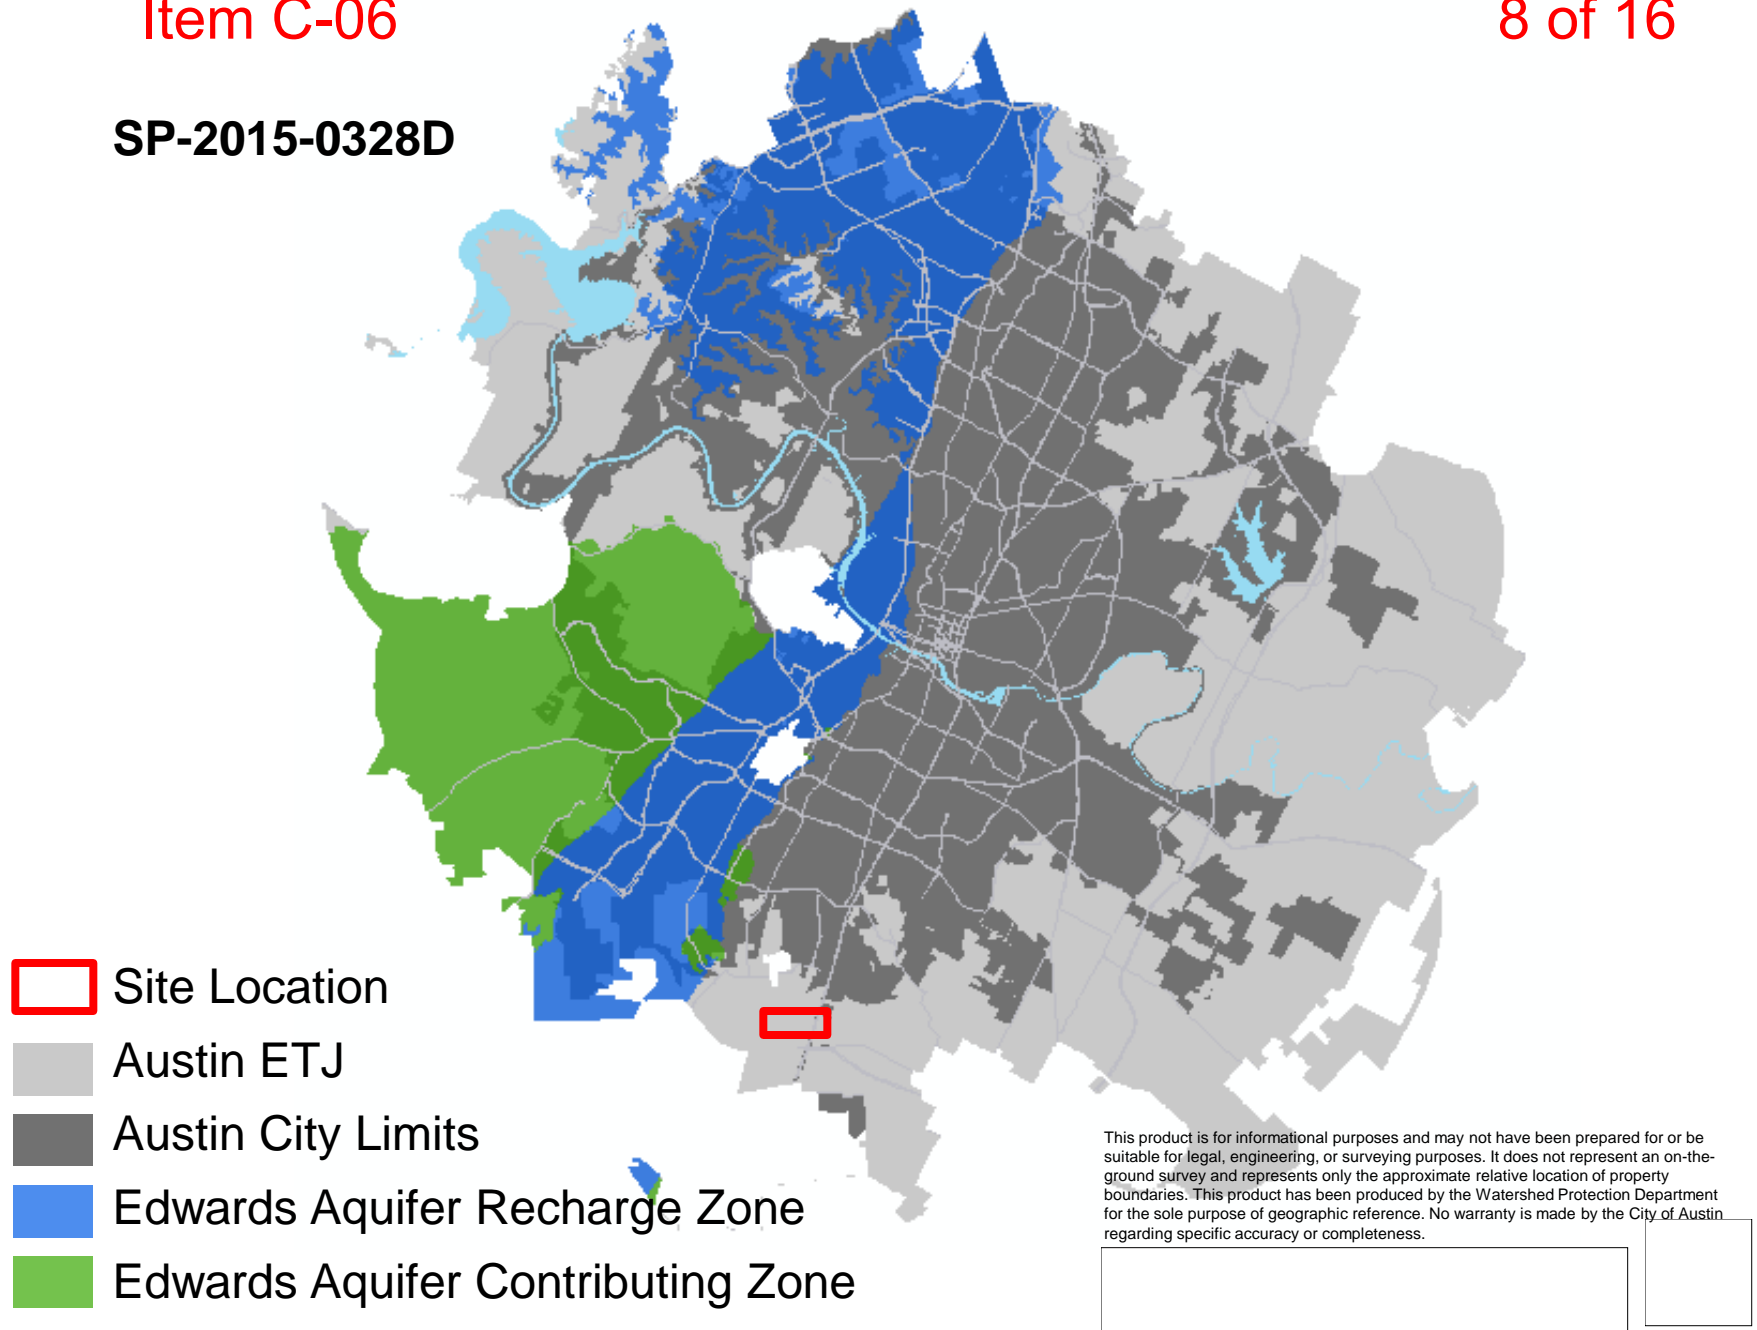 Item C-06
8 of 16
SP-2015-0328D
Site Location
Austin ETJ
Austin City Limits
Edwards Aquifer Recharge Zone
Edwards Aquifer Contributing Zone
This product is for informational purposes and may not have been prepared for or be
suitable for legal, engineering, or surveying purposes. It does not represent an on-the-
ground survey and represents only the approximate relative location of property
boundaries. This product has been produced by the Watershed Protection Department
for the sole purpose of geographic reference. No warranty is made by the City of Austin
regarding specific accuracy or completeness.